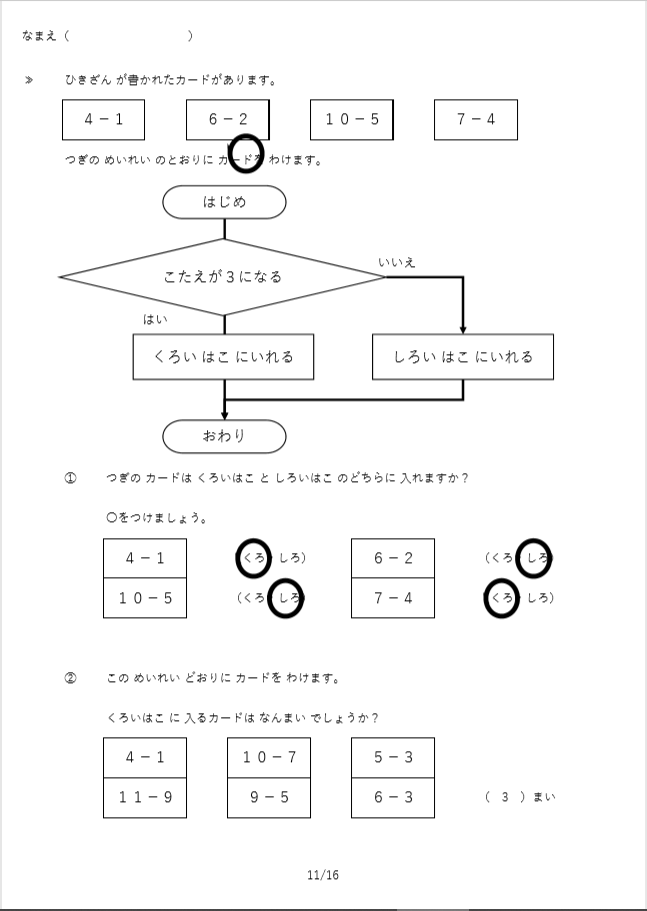 なまえ（　　　　　　　　　　）
≫ ひきざん が書かれたカードがあります。
４－１　６－２　１０－５　７－４
つぎの めいれい のとおりに カードを わけます。
はじめ
こたえが３になる
いいえ
はい
くろい はこ にいれる　しろい はこ にいれる
おわり
① つぎの カードは くろいはこ と しろいはこ のどちらに 入れますか？
○をつけましょう。
４－１　（くろ・しろ）　６－２　（くろ・しろ）
１０－５　（くろ・しろ）　７－４　（くろ・しろ）
② この めいれい どおりに カードを わけます。
くろいはこ に 入るカードは なんまい でしょうか？
４－１　１０－７　５－３
１１－９　９－５　６－３　（　３　）まい
11/16